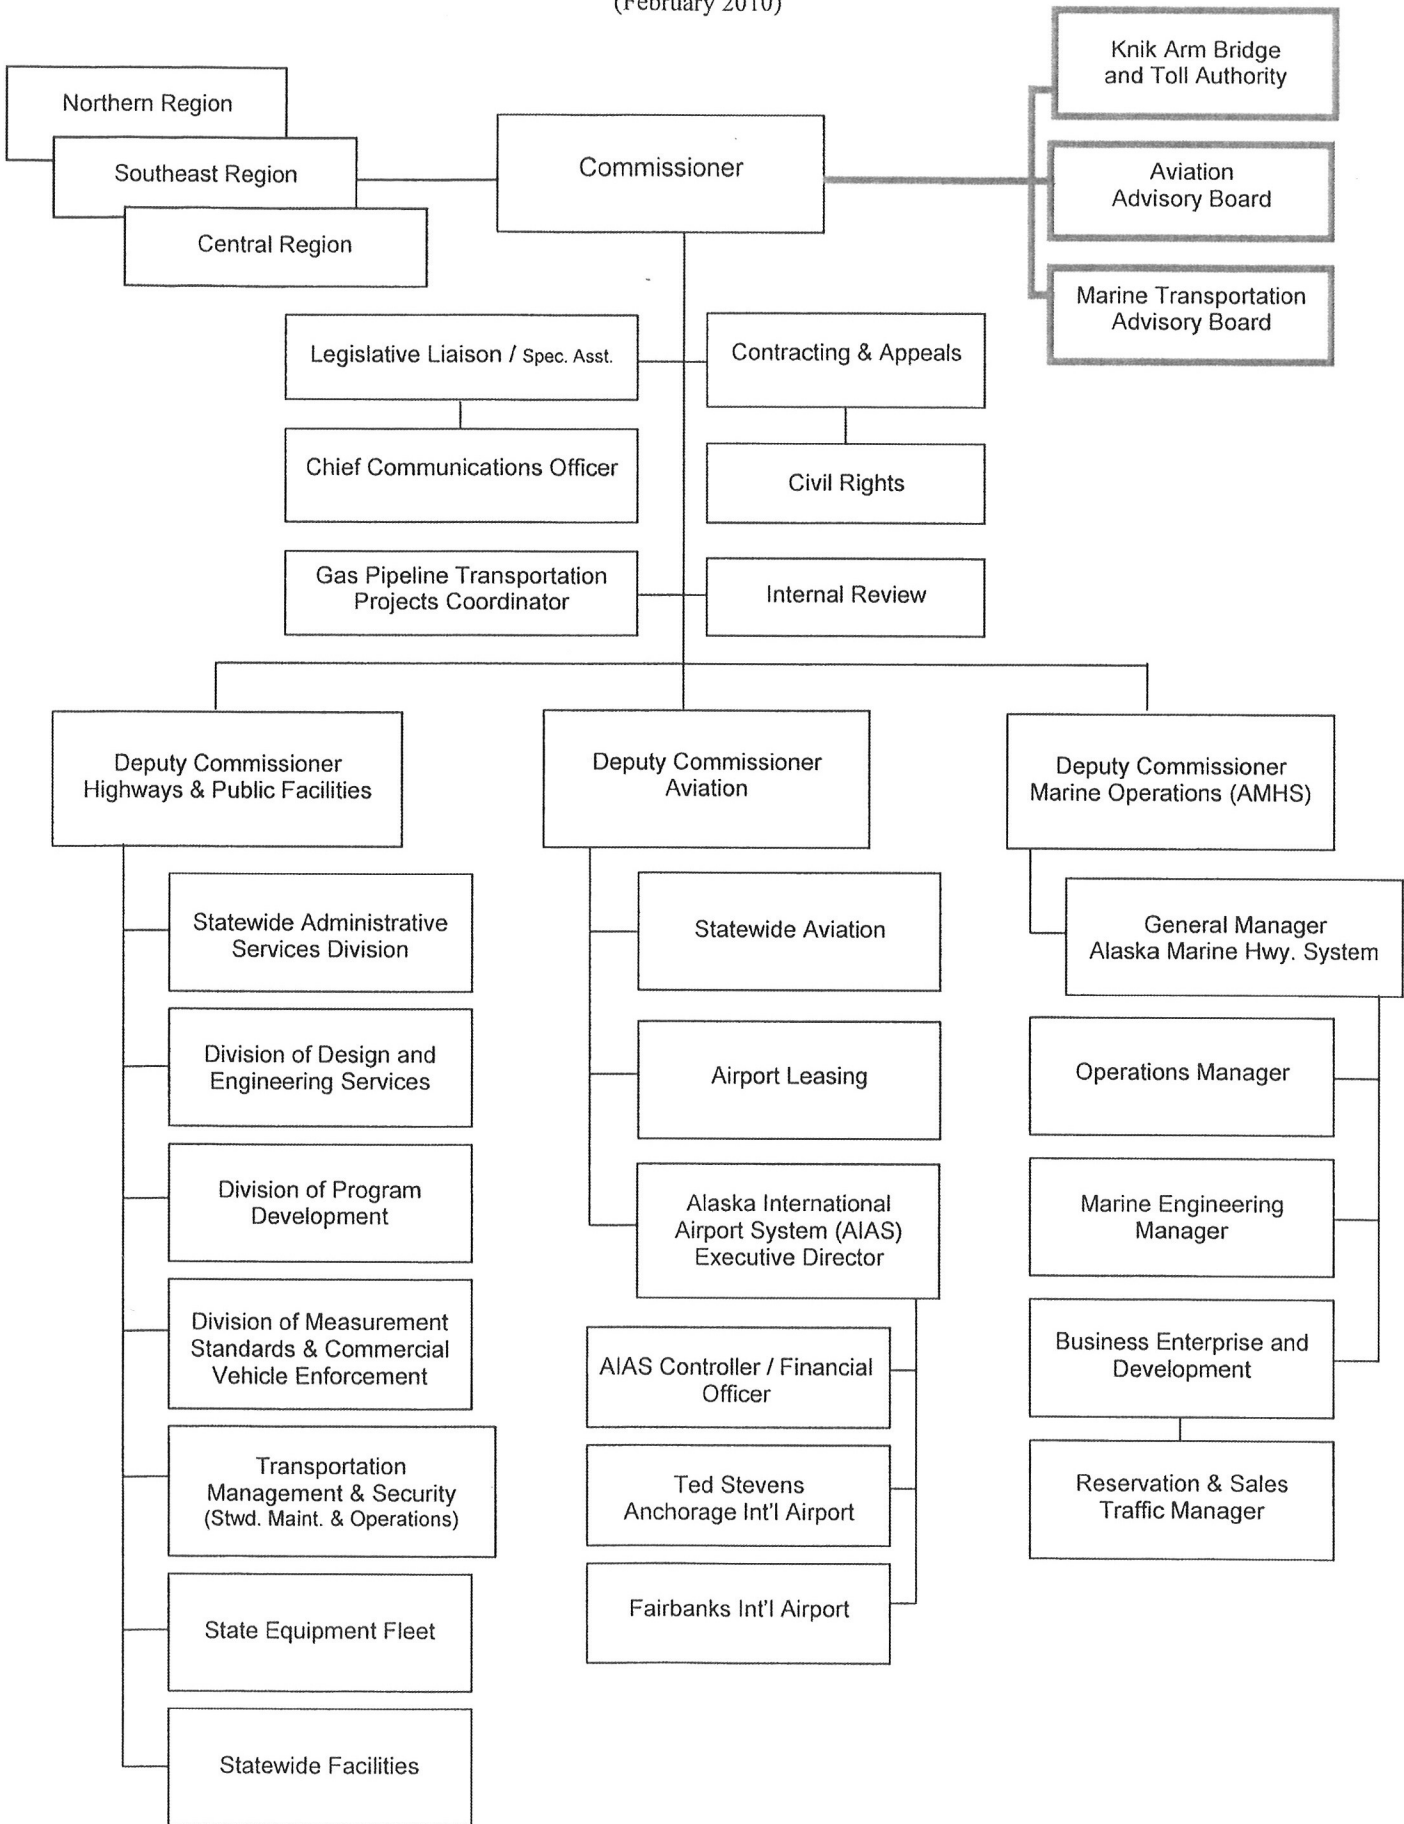 (February 2010)
Knik Arm Bridge
and Toll Authority
Northern Region
Southeast Region
Central Region
Commissioner
Aviation
Advisory Board
Marine Transportation
Advisory Board
Legislative Liaison / Spec. Asst.
Contracting & Appeals
Chief Communications Officer
Civil Rights
Gas Pipeline Transportation
Projects Coordinator
Internal Review
Deputy Commissioner
Highways & Public Facilities
Deputy Commissioner
Aviation
Deputy Commissioner
Marine Operations (AMHS)
Statewide Administrative
Services Division
Division of Design and
Engineering Services
Division of Program
Development
Division of Measurement
Standards & Commercial
Vehicle Enforcement
Transportation
Management & Security
(Stwd. Maint. & Operations)
State Equipment Fleet
Statewide Facilities
Statewide Aviation
Airport Leasing
Alaska International
Airport System (AIAS)
Executive Director
AIAS Controller / Financial
Officer
Ted Stevens
Anchorage Int'l Airport
Fairbanks Int'l Airport
General Manager
Alaska Marine Hwy. System
Operations Manager
Marine Engineering
Manager
Business Enterprise and
Development
Reservation & Sales
Traffic Manager